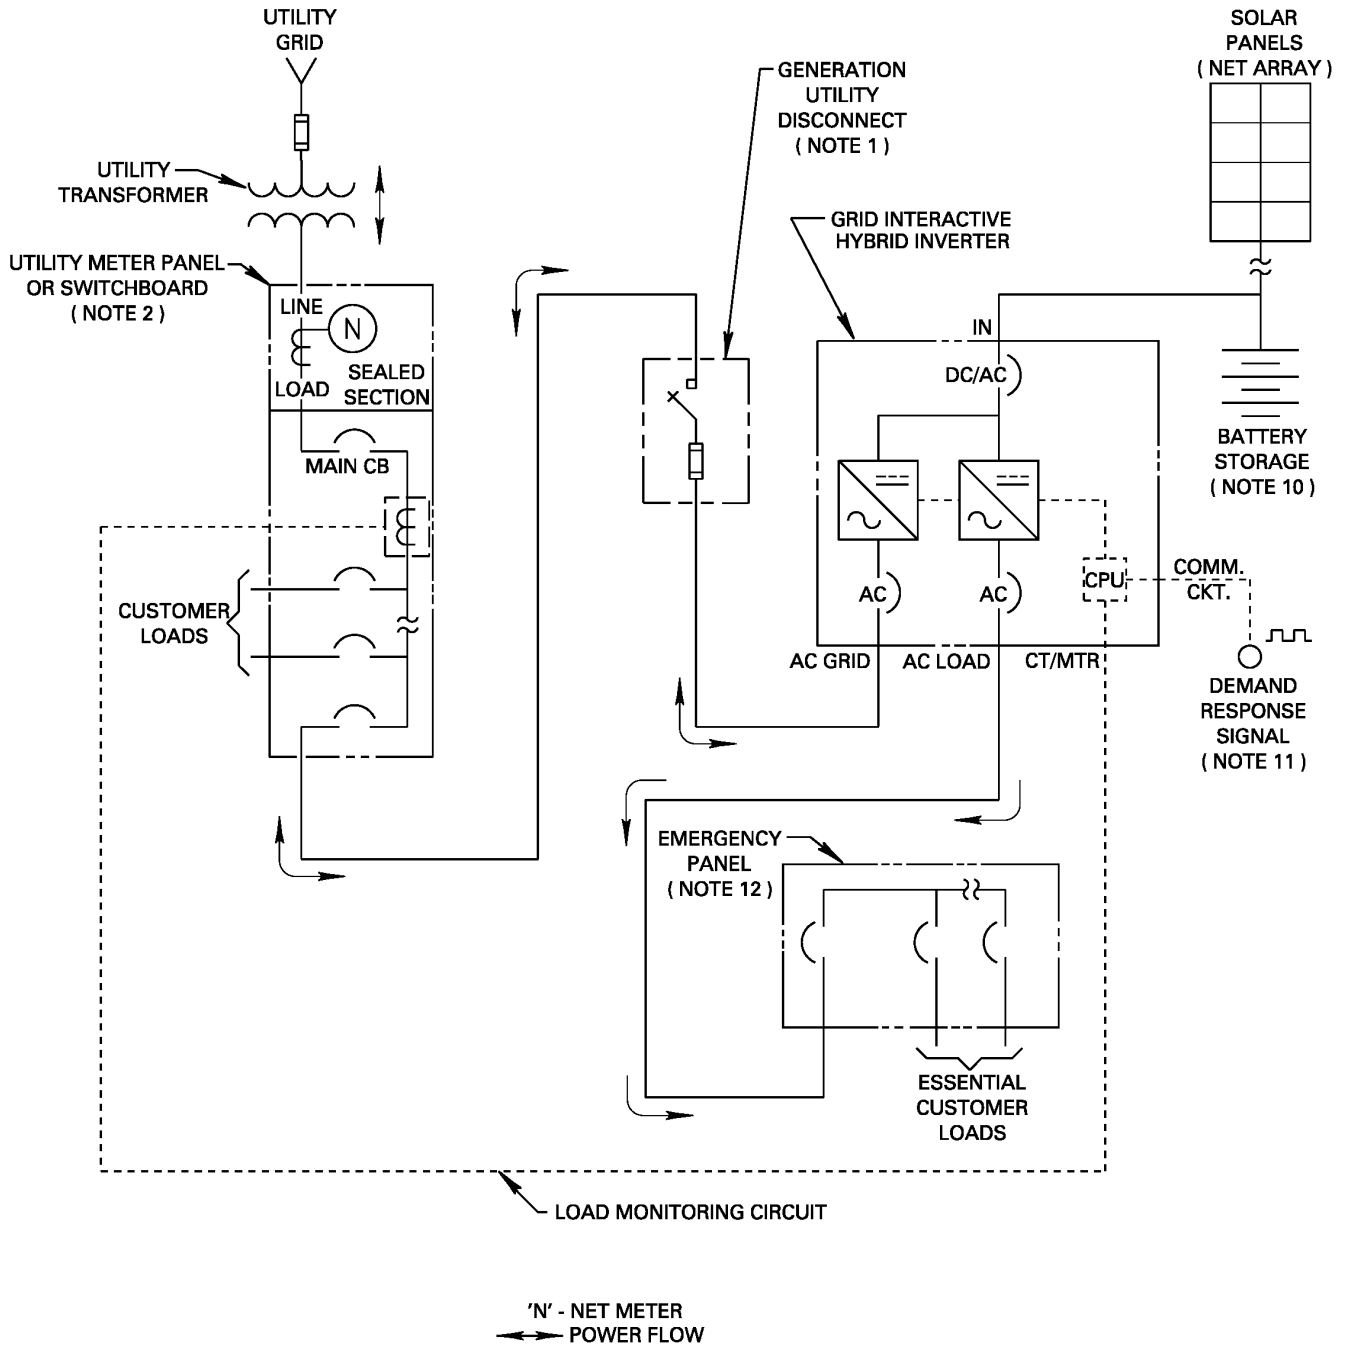 UTILITY
GRID
SOLAR
PANELS
( NET ARRAY )
GENERATION
UTILITY
DISCONNECT
( NOTE 1 )
UTILITY
TRANSFORMER
GRID INTERACTIVE
HYBRID INVERTER
UTILITY METER PANEL
OR SWITCHBOARD
( NOTE 2 )
LINE
N
SEALED
SECTION
LOAD
MAIN CB
IN
DC/AC
BATTERY
STORAGE
( NOTE 10 )
CUSTOMER
LOADS
AC
AC
CPU
COMM.
CKT.
AC GRID
AC LOAD
CT/MTR
DEMAND
RESPONSE
SIGNAL
( NOTE 11 )
EMERGENCY
PANEL
( NOTE 12 )
ESSENTIAL
CUSTOMER
LOADS
LOAD MONITORING CIRCUIT
'N' - NET METER
POWER FLOW